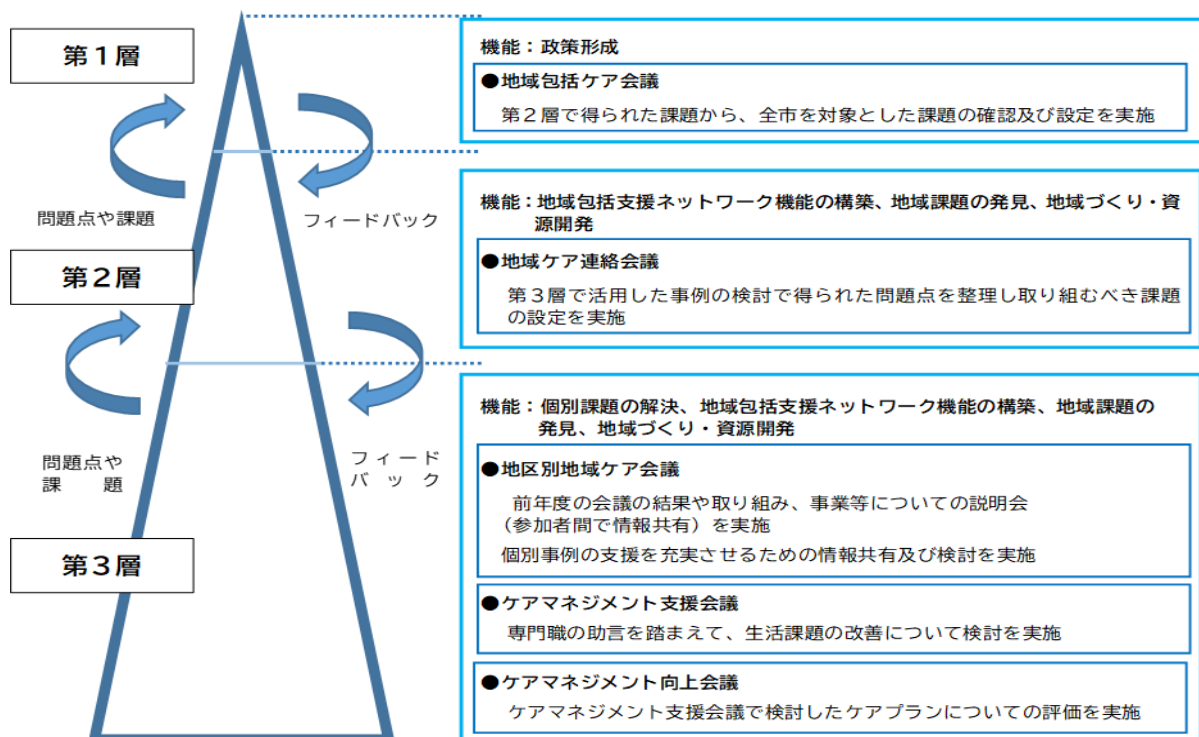 第1層
問題点や課題
フィードバック
第2層
問題点や
課　題
フィード
バック
第3層
機能：政策形成
●地域包括ケア会議
第2層で得られた課題から、全市を対象とした課題の確認及び設定を実施
機能：地域包括支援ネットワーク機能の構築、地域課題の発見、地域づくり・資
源開発
●地域ケア連絡会議
第3層で活用した事例の検討で得られた問題点を整理し取り組むべき課題
の設定を実施
機能：個別課題の解決、地域包括支援ネットワーク機能の構築、地域課題の
発見、地域づくり・資源開発
●地区別地域ケア会議
前年度の会議の結果や取り組み、事業等についての説明会
（参加者間で情報共有）を実施
個別事例の支援を充実させるための情報共有及び検討を実施
●ケアマネジメント支援会議
専門職の助言を踏まえて、生活課題の改善について検討を実施
●ケアマネジメント向上会議
ケアマネジメント支援会議で検討したケアプランについての評価を実施